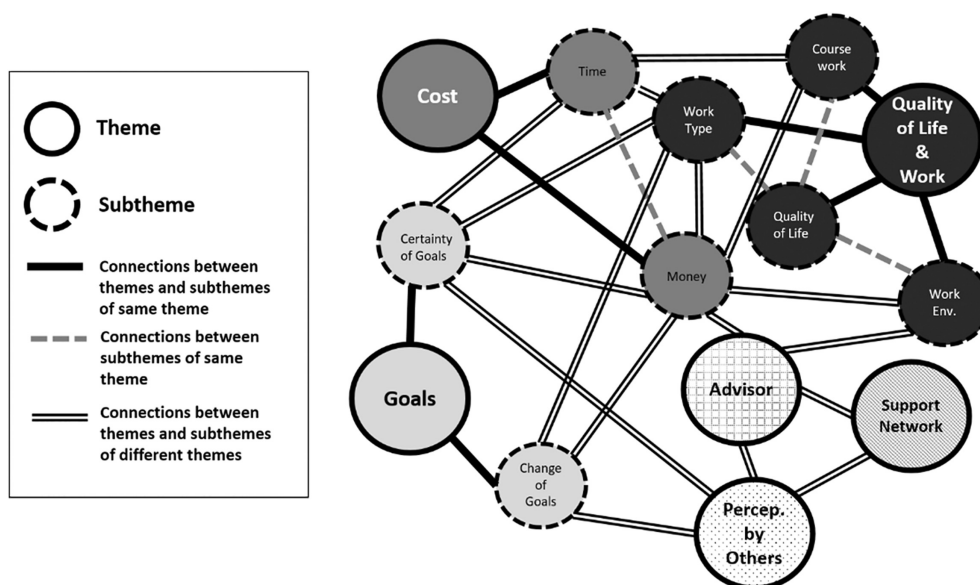 Theme
Subtheme
Connections between
themes and subthemes
of same theme
Connections between
subthemes of same
theme
Connections between
themes and subthemes
of different themes
Cost
Time
Course
work
Work
Type
Quality
of Life
&
Work
Quality
of Life
Certainty
of Goals
Money
Work
Env.
Goals
Advisor
Support
Network
Change
of
Goals
Percep.
by
Others